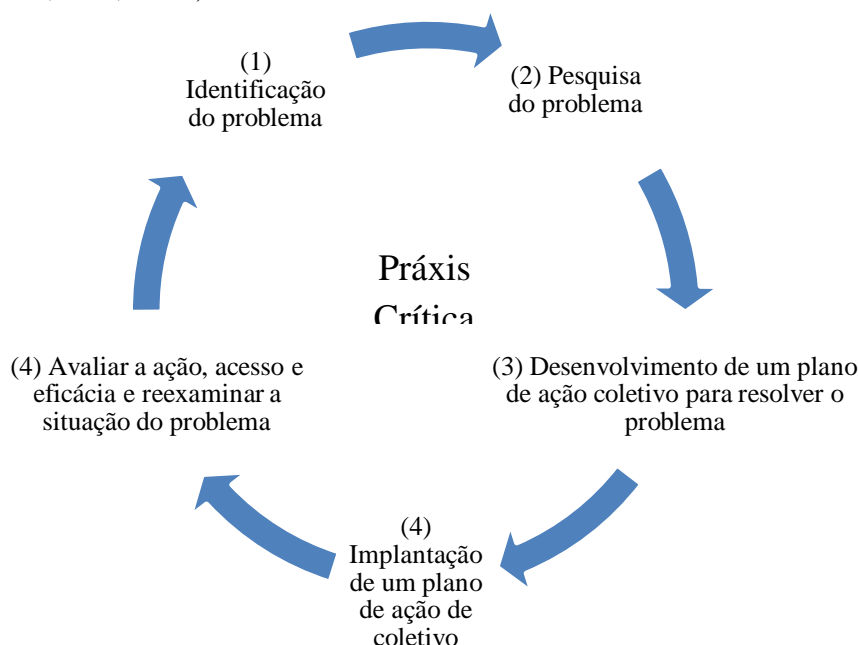 (1)
Identificação
do problema
(2) Pesquisa
do problema
Práxis
Crítica
(3) Desenvolvimento de um plano
de ação coletivo para resolver o
problema
(4)
Implantação
de um plano
de ação de
coletivo
(4) Avaliar a ação, acesso e
eficácia e reexaminar a
situação do problema